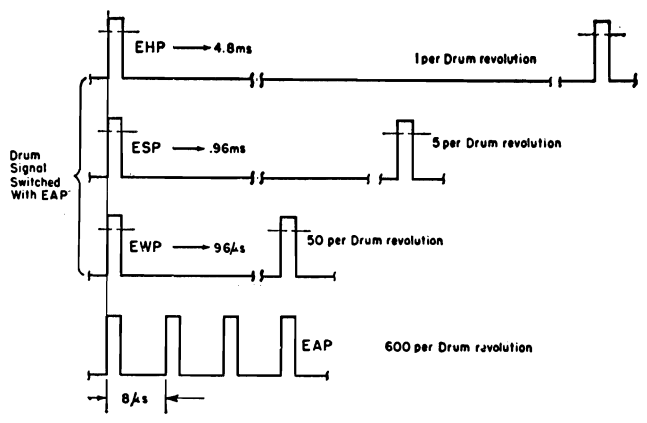 EHP → 4.8ms
1 per Drum revolution
ESP → .96ms
5 per Drum revolution
Drum
Signal
Switched
With EAP
EWP → 96μs
50 per Drum revolution
EAP
600 per Drum revolution
8μs